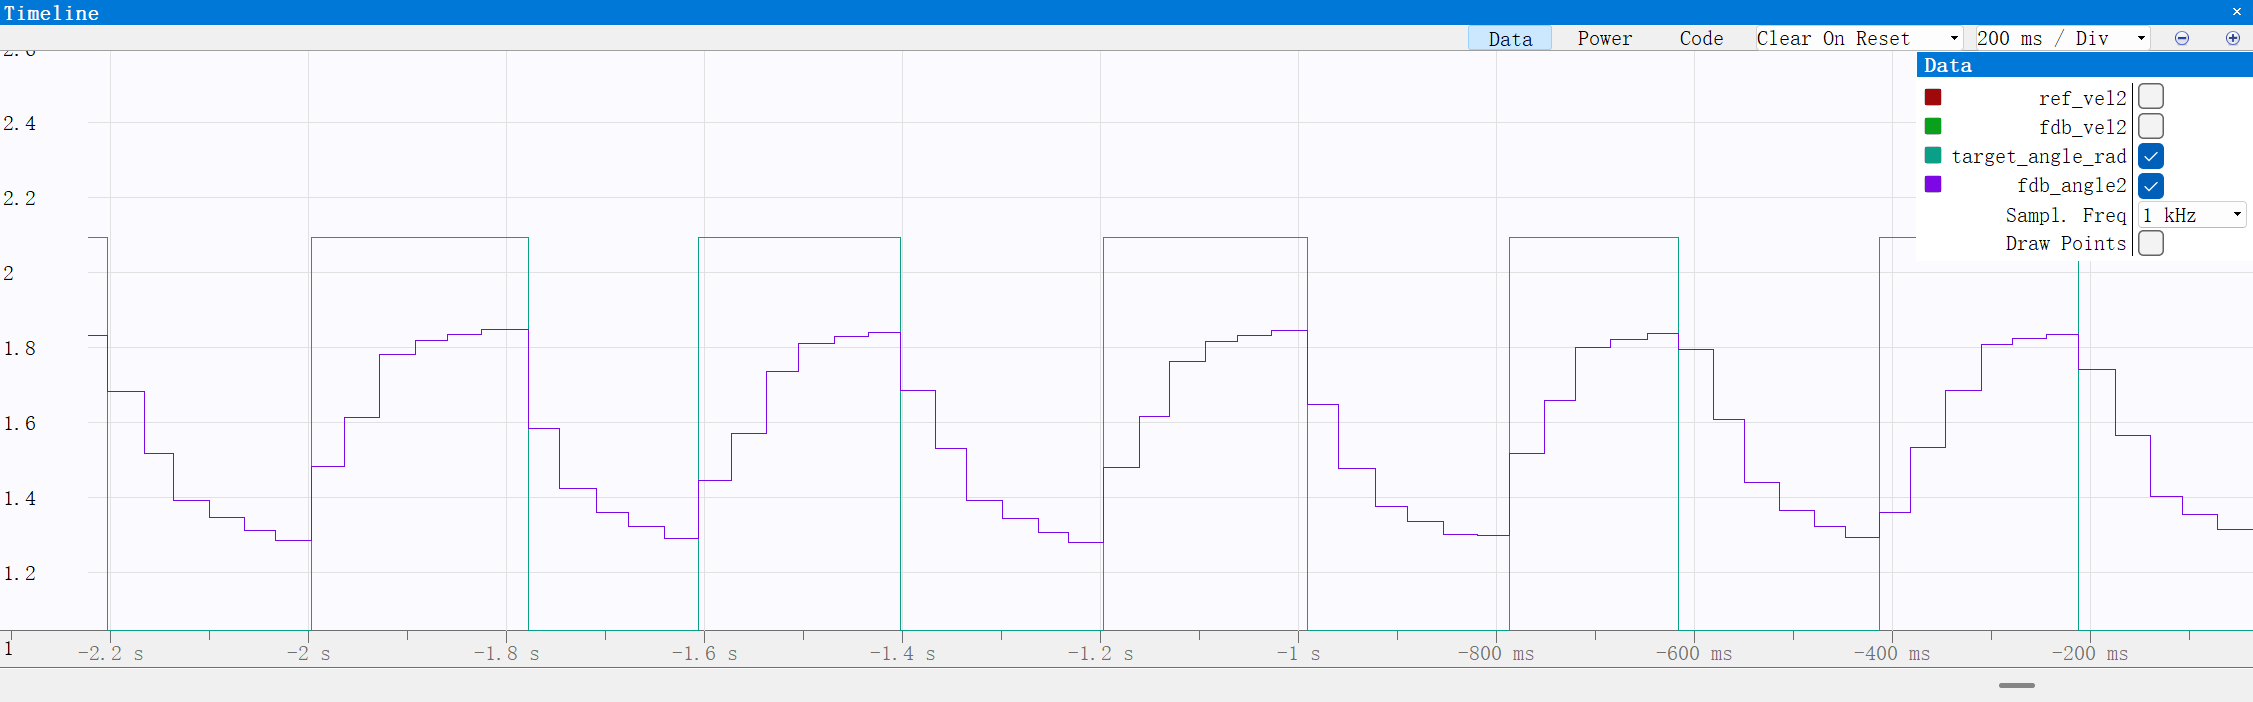 Timeline
Data Power Code Clear On Reset 200 ms / Div
Data
ref_vel2
fdb_vel2
target_angle_rad
fdb_angle2
Sampl. Freq 1 kHz
Draw Points
2.6
2.4
2.2
2
1.8
1.6
1.4
1.2
1
-2.2 s -2 s -1.8 s -1.6 s -1.4 s -1.2 s -1 s -800 ms -600 ms -400 ms -200 ms